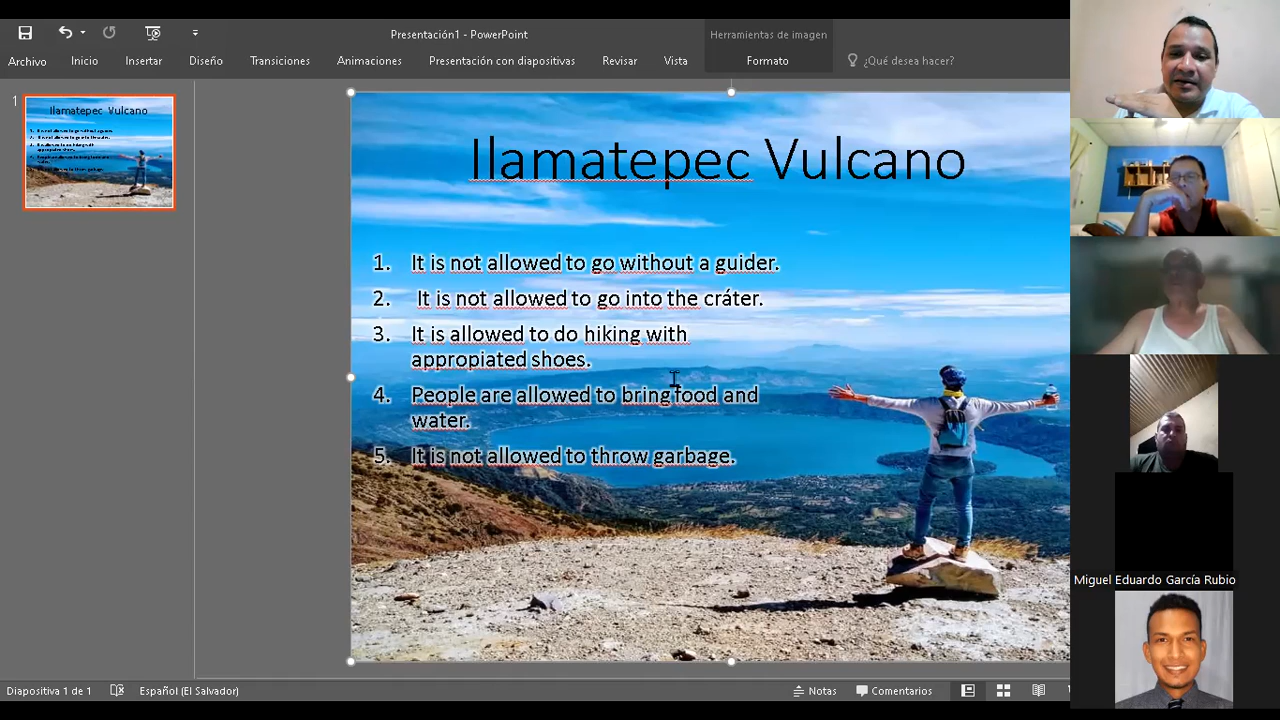 Presentación1 - PowerPoint
Herramientas de imagen
Archivo
Inicio
Insertar
Diseño
Transiciones
Animaciones
Presentación con diapositivas
Revisar
Vista
Formato
¿Qué desea hacer?
1
Ilamatepec Vulcano
Ilamatepec Vulcano
1. It is not allowed to go without a guider.
2. It is not allowed to go into the cráter.
3. It is allowed to do hiking with
appropiated shoes.
4. People are allowed to bring food and
water.
5. It is not allowed to throw garbage.
Miguel Eduardo García Rubio
Diapositiva 1 de 1
Español (El Salvador)
Notas
Comentarios